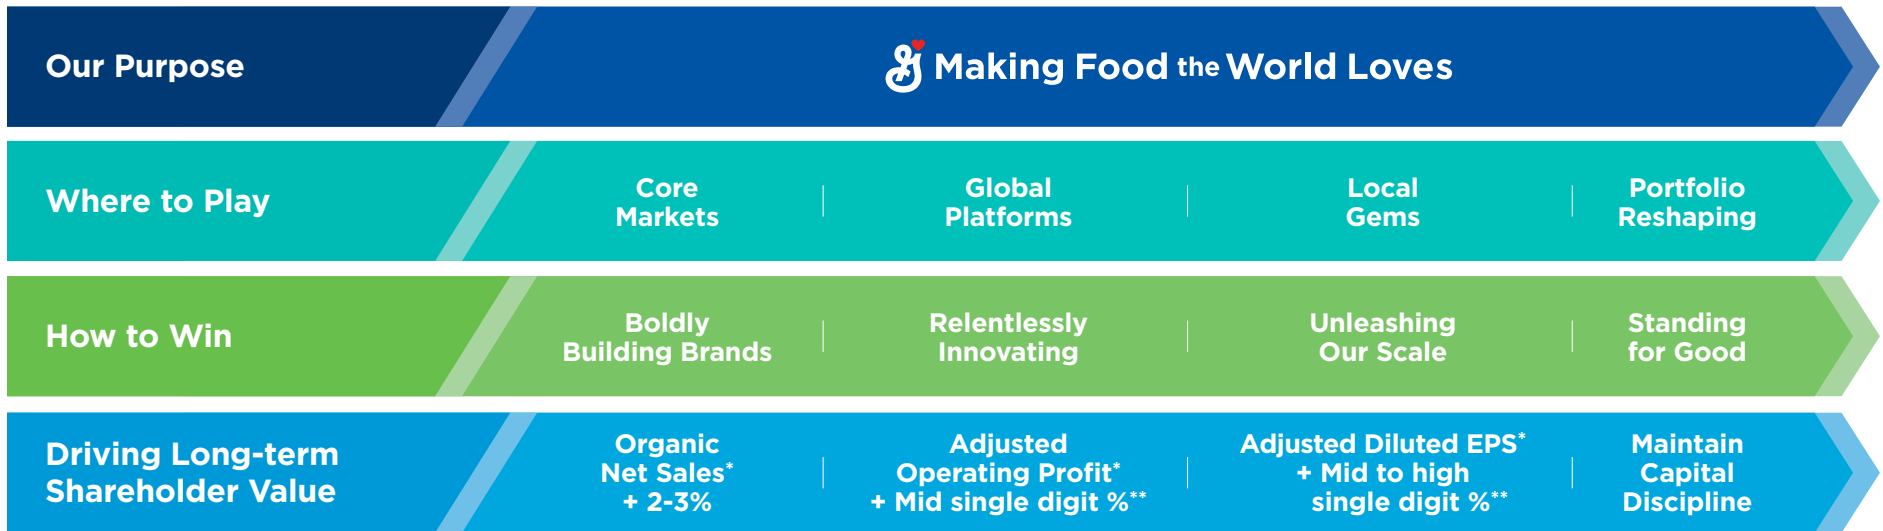 Our Purpose
Making Food the World Loves
Where to Play
Core
Markets
Global
Platforms
Local
Gems
Portfolio
Reshaping
How to Win
Boldly
Building Brands
Relentlessly
Innovating
Unleashing
Our Scale
Standing
for Good
Driving Long-term
Shareholder Value
Organic
Net Sales*
+ 2-3%
Adjusted
Operating Profit*
+ Mid single digit %**
Adjusted Diluted EPS*
+ Mid to high
single digit %**
Maintain
Capital
Discipline